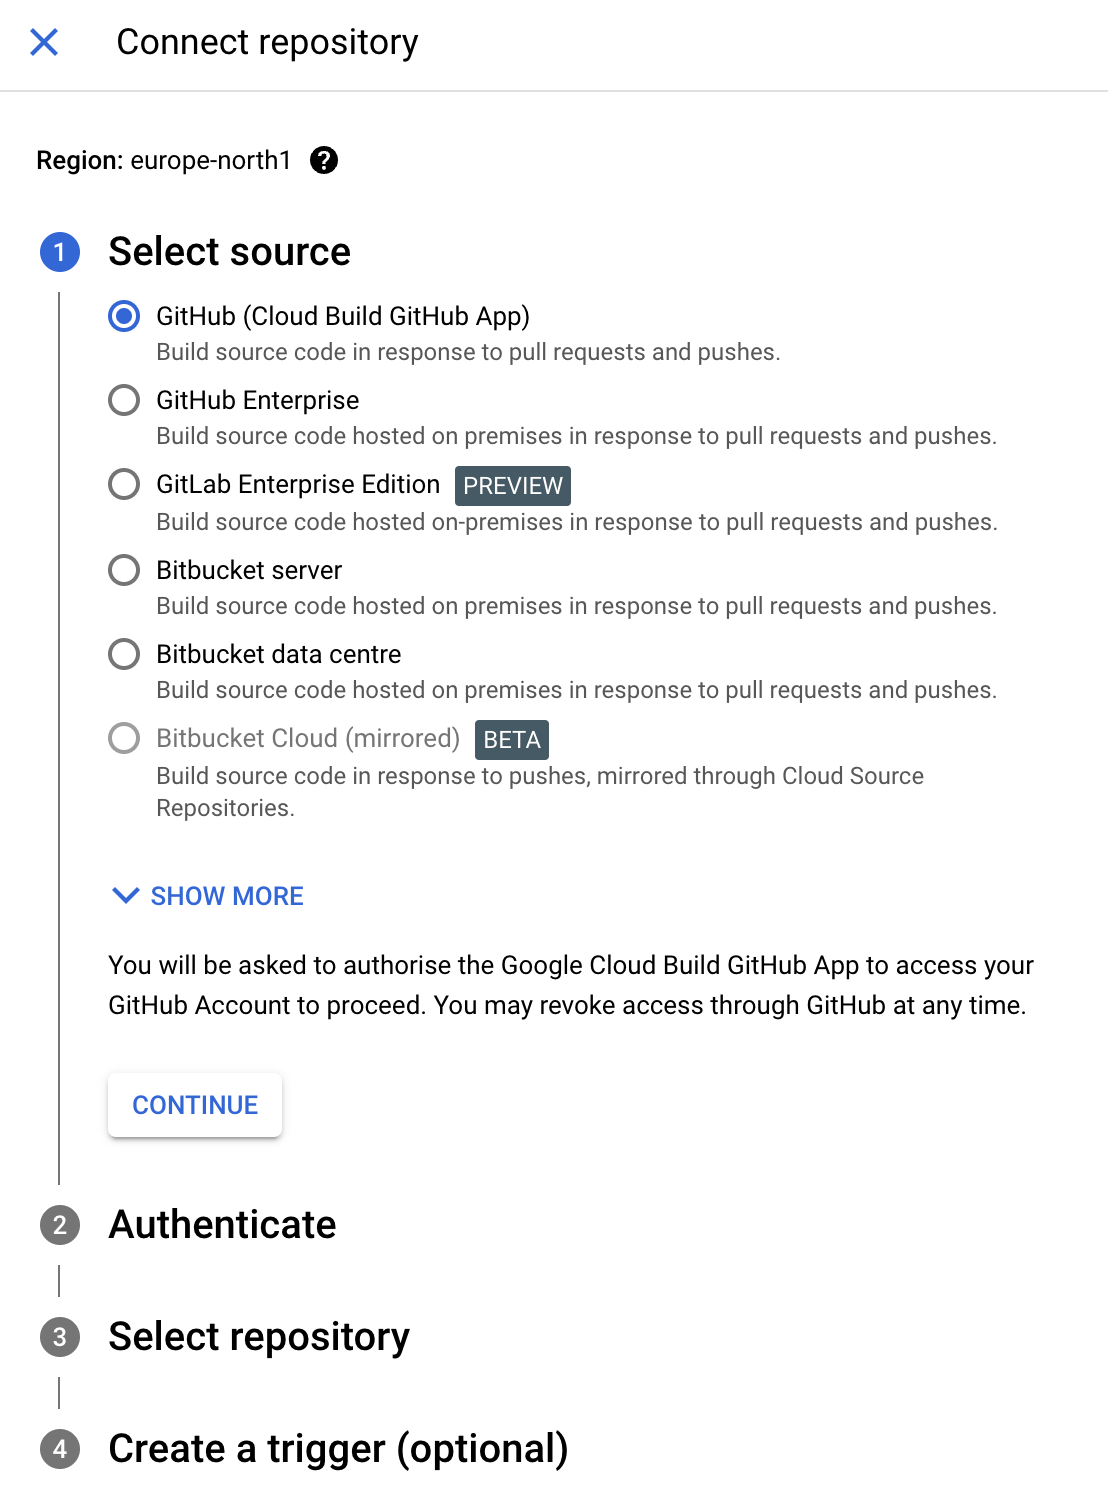 Connect repository
Region: europe-north1 ?
1 Select source
GitHub (Cloud Build GitHub App)
Build source code in response to pull requests and pushes.
GitHub Enterprise
Build source code hosted on premises in response to pull requests and pushes.
GitLab Enterprise Edition PREVIEW
Build source code hosted on-premises in response to pull requests and pushes.
Bitbucket server
Build source code hosted on premises in response to pull requests and pushes.
Bitbucket data centre
Build source code hosted on premises in response to pull requests and pushes.
Bitbucket Cloud (mirrored) BETA
Build source code in response to pushes, mirrored through Cloud Source
Repositories.
SHOW MORE
You will be asked to authorise the Google Cloud Build GitHub App to access your
GitHub Account to proceed. You may revoke access through GitHub at any time.
CONTINUE
2 Authenticate
3 Select repository
4 Create a trigger (optional)